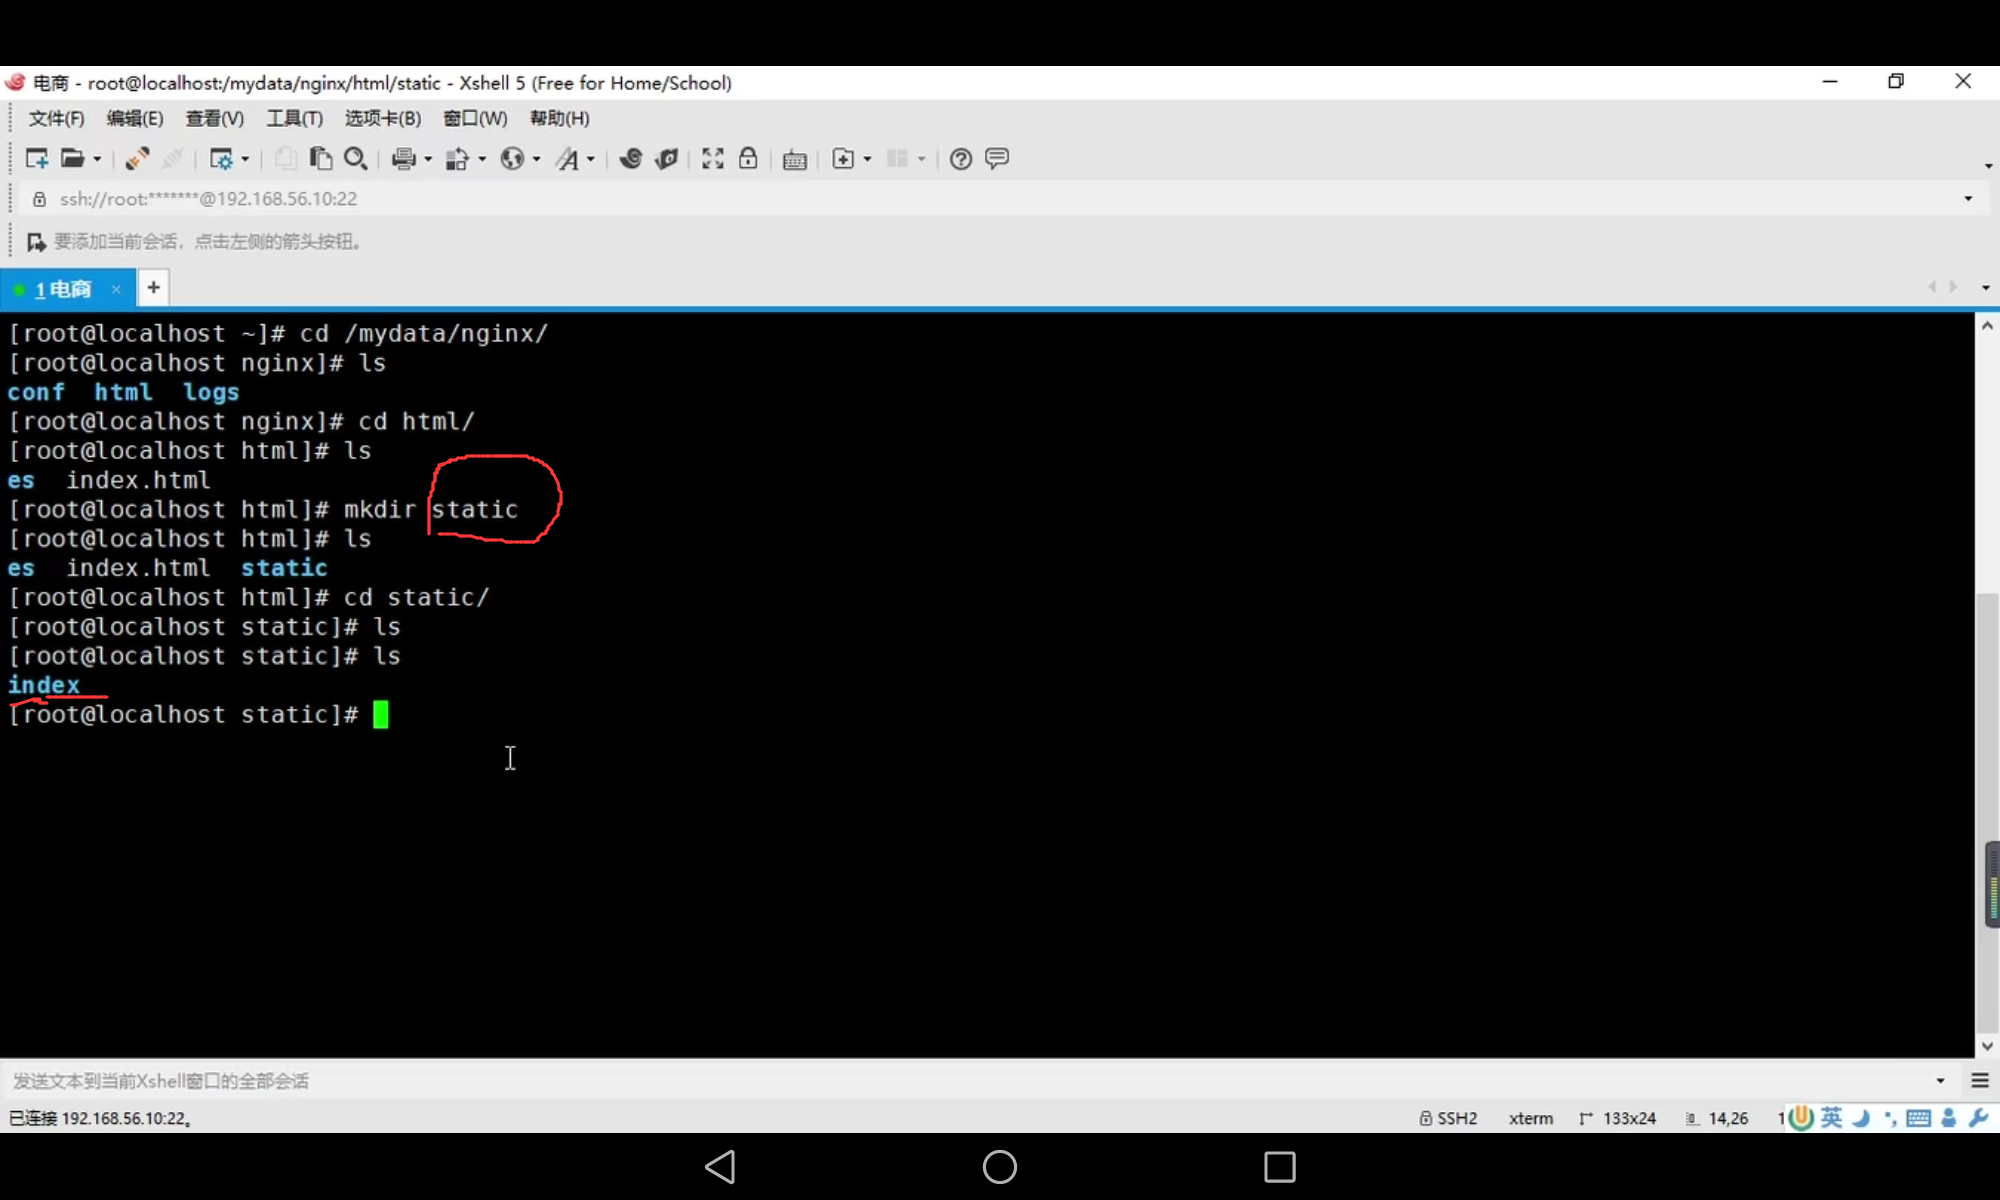 电商 - root@localhost:/mydata/nginx/html/static - Xshell 5 (Free for Home/School)
文件(F) 编辑(E) 查看(V) 工具(T) 选项卡(B) 窗口(W) 帮助(H)
ssh://root:*******@192.168.56.10:22
要添加当前会话，点击左侧的箭头按钮。
1 电商 × +
[root@localhost ~]# cd /mydata/nginx/
[root@localhost nginx]# ls
conf html logs
[root@localhost nginx]# cd html/
[root@localhost html]# ls
es index.html
[root@localhost html]# mkdir static
[root@localhost html]# ls
es index.html static
[root@localhost html]# cd static/
[root@localhost static]# ls
[root@localhost static]# ls
index
[root@localhost static]#
发送文本到当前Xshell窗口的全部会话
已连接 192.168.56.10:22。 SSH2 xterm 133x24 14,26 1 英